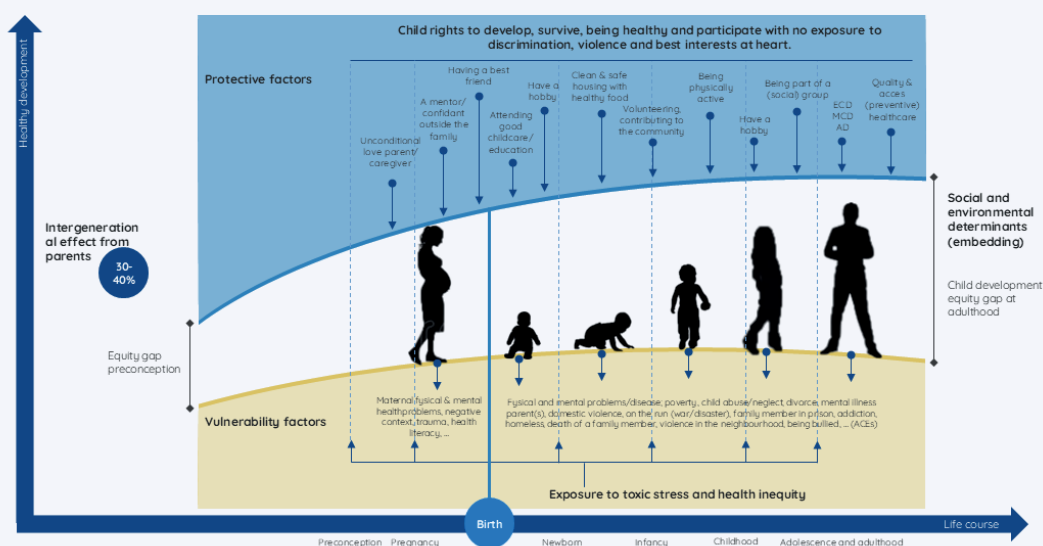 Child rights to develop, survive, being healthy and participate with no exposure to
discrimination, violence and best interests at heart.
Healthy development
Protective factors
Unconditional
love parent/
caregiver
A mentor/
confidant
outside the
family
Having a best
friend
Attending
good
childcare/
education
Have a
hobby
Clean & safe
housing with
healthy food
Volunteering,
contributing to
the community
Being
physically
active
Have a
hobby
Being part of a
(social) group
ECD
MCD
AD
Quality &
acces
(preventive)
healthcare
Intergeneration
al effect from
parents
30-
40%
Equity gap
preconception
Social and
environmental
determinants
(embedding)
Child development
equity gap at
adulthood
Vulnerability factors
Maternal fysical & mental
healthproblems, negative
context, trauma, health
literacy, ...
Fysical and mental problems/disease, poverty, child abuse/neglect, divorce, mental illness
parent(s), domestic violence, on the run (war/disaster), family member in prison, addiction,
homeless, death of a family member, violence in the neighbourhood, being bullied, ... (ACEs)
Exposure to toxic stress and health inequity
Birth
Life course
Preconception
Pregnancy
Newborn
Infancy
Childhood
Adolescence and adulthood